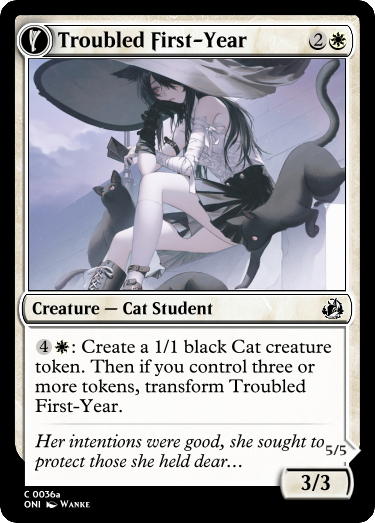 Troubled First-Year 2
Creature — Cat Student
4 : Create a 1/1 black Cat creature
token. Then if you control three
or more tokens, transform Troubled
First-Year.
Her intentions were good, she sought to
protect those she held dear…
5/5
3/3
C 0036a
ONI Wanke